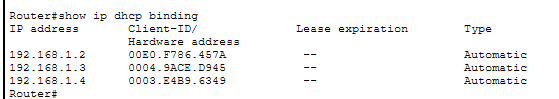 Router#show ip dhcp binding
IP address       Client-ID/              Lease expiration        Type
                 Hardware address
192.168.1.2      00E0.F786.457A           --                     Automatic
192.168.1.3      0004.9ACE.D945           --                     Automatic
192.168.1.4      0003.E4B9.6349           --                     Automatic
Router#